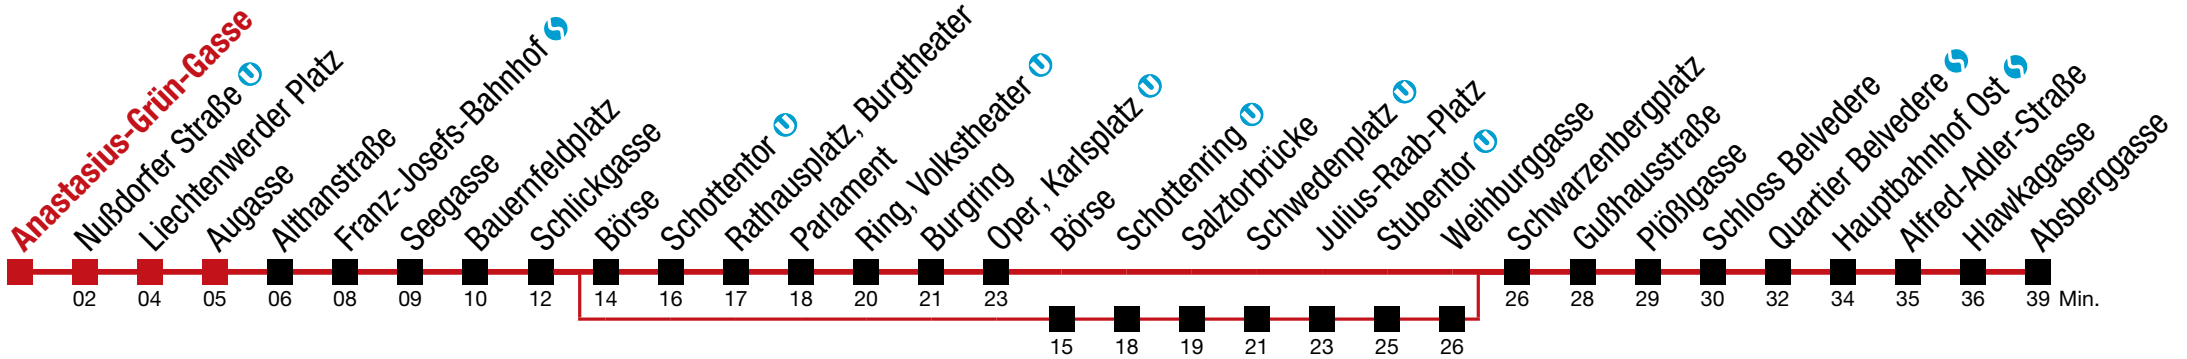 Anastasius-Grün-Gasse
Nußdorfer Straße U
Liechtenwerder Platz
Augasse
Althanstraße
Franz-Josefs-Bahnhof S
Seegasse
Bauernfeldplatz
Schlickgasse
Börse
Schottentor U
Rathausplatz, Burgtheater
Parlament
Ring, Volkstheater U
Burgring
Oper, Karlsplatz U
Börse
Schottenring U
Salztorbrücke
Schwedenplatz U
Julius-Raab-Platz
Stubentor U
Weihburggasse
Schwarzenbergplatz
Gußhausstraße
Plößlgasse
Schloss Belvedere
Quartier Belvedere S
Hauptbahnhof Ost S
Alfred-Adler-Straße
Hlawkagasse
Absberggasse
02 04 05 06 08 09 10 12 14 16 17 18 20 21 23 26 28 29 30 32 34 35 36 39 Min.
15 18 19 21 23 25 26